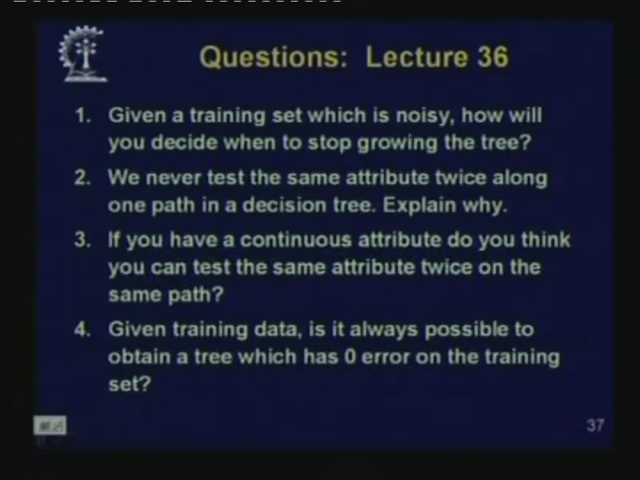 Questions: Lecture 36
1. Given a training set which is noisy, how will
you decide when to stop growing the tree?
2. We never test the same attribute twice along
one path in a decision tree. Explain why.
3. If you have a continuous attribute do you think
you can test the same attribute twice on the
same path?
4. Given training data, is it always possible to
obtain a tree which has 0 error on the training
set?
37